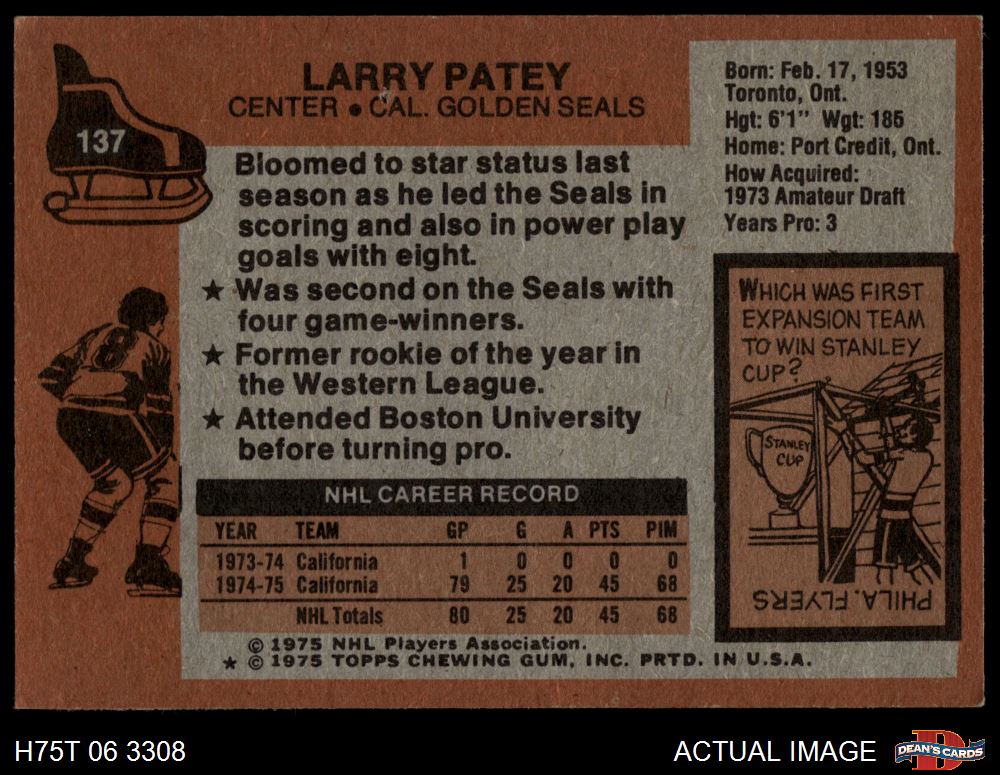 137
LARRY PATEY
CENTER • CAL. GOLDEN SEALS
Bloomed to star status last
season as he led the Seals in
scoring and also in power play
goals with eight.
★ Was second on the Seals with
four game-winners.
★ Former rookie of the year in
the Western League.
★ Attended Boston University
before turning pro.
Born: Feb. 17, 1953
Toronto, Ont.
Hgt: 6'1" Wgt: 185
Home: Port Credit, Ont.
How Acquired:
1973 Amateur Draft
Years Pro: 3
8
WHICH WAS FIRST
EXPANSION TEAM
TO WIN STANLEY
CUP?
STANLEY
CUP
PHILA. FLYERS
NHL CAREER RECORD
YEAR TEAM GP G A PTS PIM
1973-74 California 1 0 0 0 0
1974-75 California 79 25 20 45 68
NHL Totals 80 25 20 45 68
© 1975 NHL Players Association.
★ © 1975 TOPPS CHEWING GUM, INC. PRTD. IN U.S.A.
H75T 06 3308
ACTUAL IMAGE
D
DEAN'S CARDS